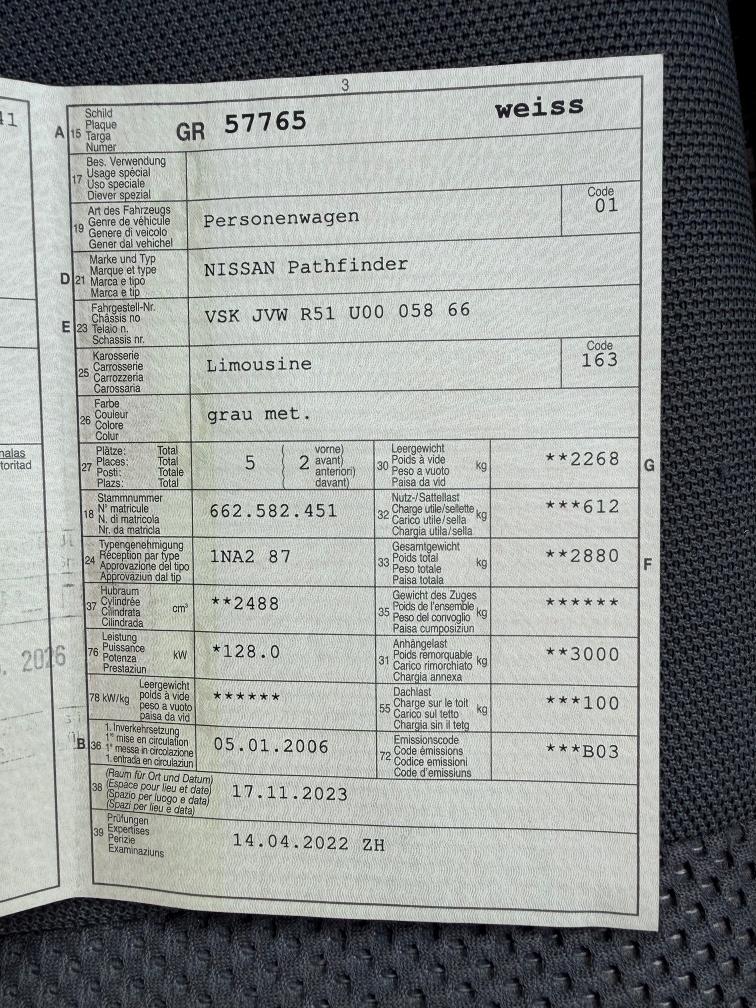 3
41
A 15 Schild
Plaque
Targa
Numer
GR 57765 weiss
17 Bes. Verwendung
Usage spécial
Uso speciale
Diever spezial
19 Art des Fahrzeugs
Genre de véhicule
Genere di veicolo
Gener dal vehichel
Personenwagen
Code
01
D 21 Marke und Typ
Marque et type
Marca e tipo
Marca e tip
NISSAN Pathfinder
E 23 Fahrgestell-Nr.
Châssis no
Telaio n.
Schassis nr.
VSK JVW R51 U00 058 66
25 Karosserie
Carrosserie
Carrozzeria
Carossaria
Limousine
Code
163
26 Farbe
Couleur
Colore
Colur
grau met.
nalas
toritad
27 Plätze: Total
Places: Total
Posti: Totale
Plazs: Total
5 ( 2 vorne)
avant)
anteriori)
davant)
30 Leergewicht
Poids à vide
Peso a vuoto
Paisa da vid
kg
**2268
G
18 Stammnummer
N° matricule
N. di matricola
Nr. da matricla
662.582.451
32 Nutz-/Sattellast
Charge utile/sellette
Carico utile/sella
Chargia utila/sella
kg
***612
24 Typengenehmigung
Réception par type
Approvazione del tipo
Approvaziun dal tip
1NA2 87
33 Gesamtgewicht
Poids total
Peso totale
Paisa totala
kg
**2880
F
37 Hubraum
Cylindrée
Cilindrata
Cilindrada
cm³
**2488
35 Gewicht des Zuges
Poids de l'ensemble
Peso del convoglio
Paisa cumposiziun
kg
******
76 Leistung
Puissance
Potenza
Prestaziun
kW
*128.0
31 Anhängelast
Poids remorquable
Carico rimorchiato
Chargia annexa
kg
**3000
2026
78 kW/kg Leergewicht
poids à vide
peso a vuoto
paisa da vid
******
55 Dachlast
Charge sur le toit
Carico sul tetto
Chargia sin il tetg
kg
***100
B 36 1. Inverkehrsetzung
1re mise en circulation
1a messa in circolazione
1. entrada en circulaziun
05.01.2006
72 Emissionscode
Code émissions
Codice emissioni
Code d'emissiuns
***B03
38 (Raum für Ort und Datum)
(Espace pour lieu et date)
(Spazio per luogo e data)
(Spazi per lieu e data)
17.11.2023
39 Prüfungen
Expertises
Perizie
Examinaziuns
14.04.2022 ZH